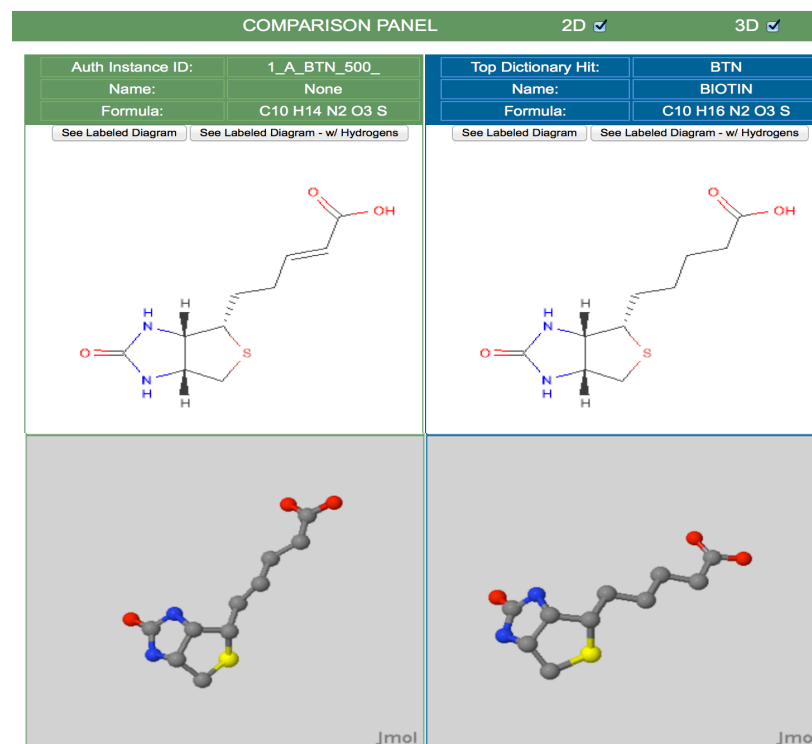 COMPARISON PANEL 2D 3D
Auth Instance ID: 1_A_BTN_500_
Name: None
Formula: C10 H14 N2 O3 S
See Labeled Diagram See Labeled Diagram - w/ Hydrogens
Top Dictionary Hit: BTN
Name: BIOTIN
Formula: C10 H16 N2 O3 S
See Labeled Diagram See Labeled Diagram - w/ Hydrogens
O
OH
H
H
N
O
S
N
H
H
O
OH
H
H
N
O
S
N
H
H
Jmol
Jmo